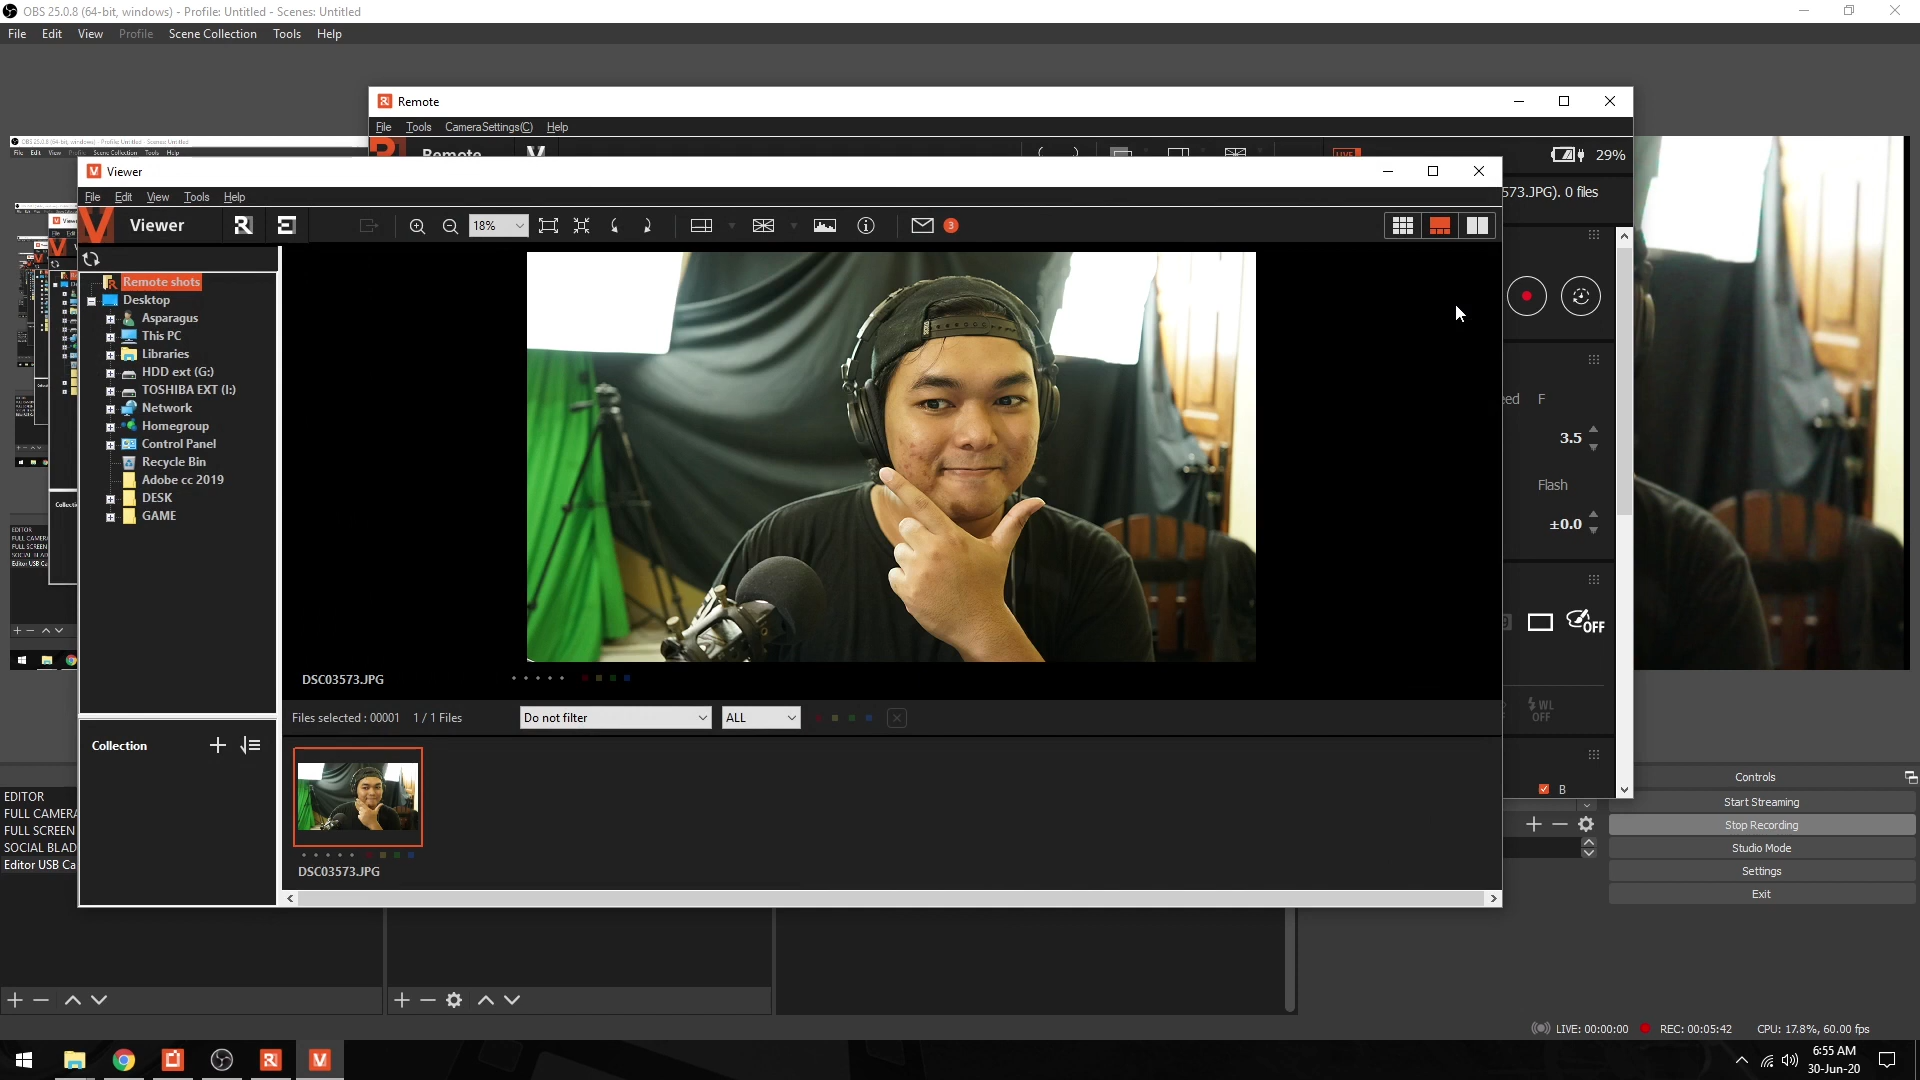 OBS 25.0.8 (64-bit, windows) - Profile: Untitled - Scenes: Untitled
File Edit View Profile Scene Collection Tools Help
Remote
File Tools CameraSettings(C) Help
Remote
LIVE
29%
573.JPG). 0 files
Viewer
File Edit View Tools Help
Viewer
18%
3
Remote shots
Desktop
Asparagus
This PC
Libraries
HDD ext (G:)
TOSHIBA EXT (I:)
Network
Homegroup
Control Panel
Recycle Bin
Adobe cc 2019
DESK
GAME
eed F
3.5
Flash
±0.0
OFF
WL
OFF
B
DSC03573.JPG
Files selected : 00001 1 / 1 Files
Do not filter
ALL
Collection
DSC03573.JPG
EDITOR
FULL CAMERA
FULL SCREEN
SOCIAL BLAD
Editor USB Ca
Controls
Start Streaming
Stop Recording
Studio Mode
Settings
Exit
LIVE: 00:00:00 REC: 00:05:42 CPU: 17.8%, 60.00 fps
6:55 AM
30-Jun-20